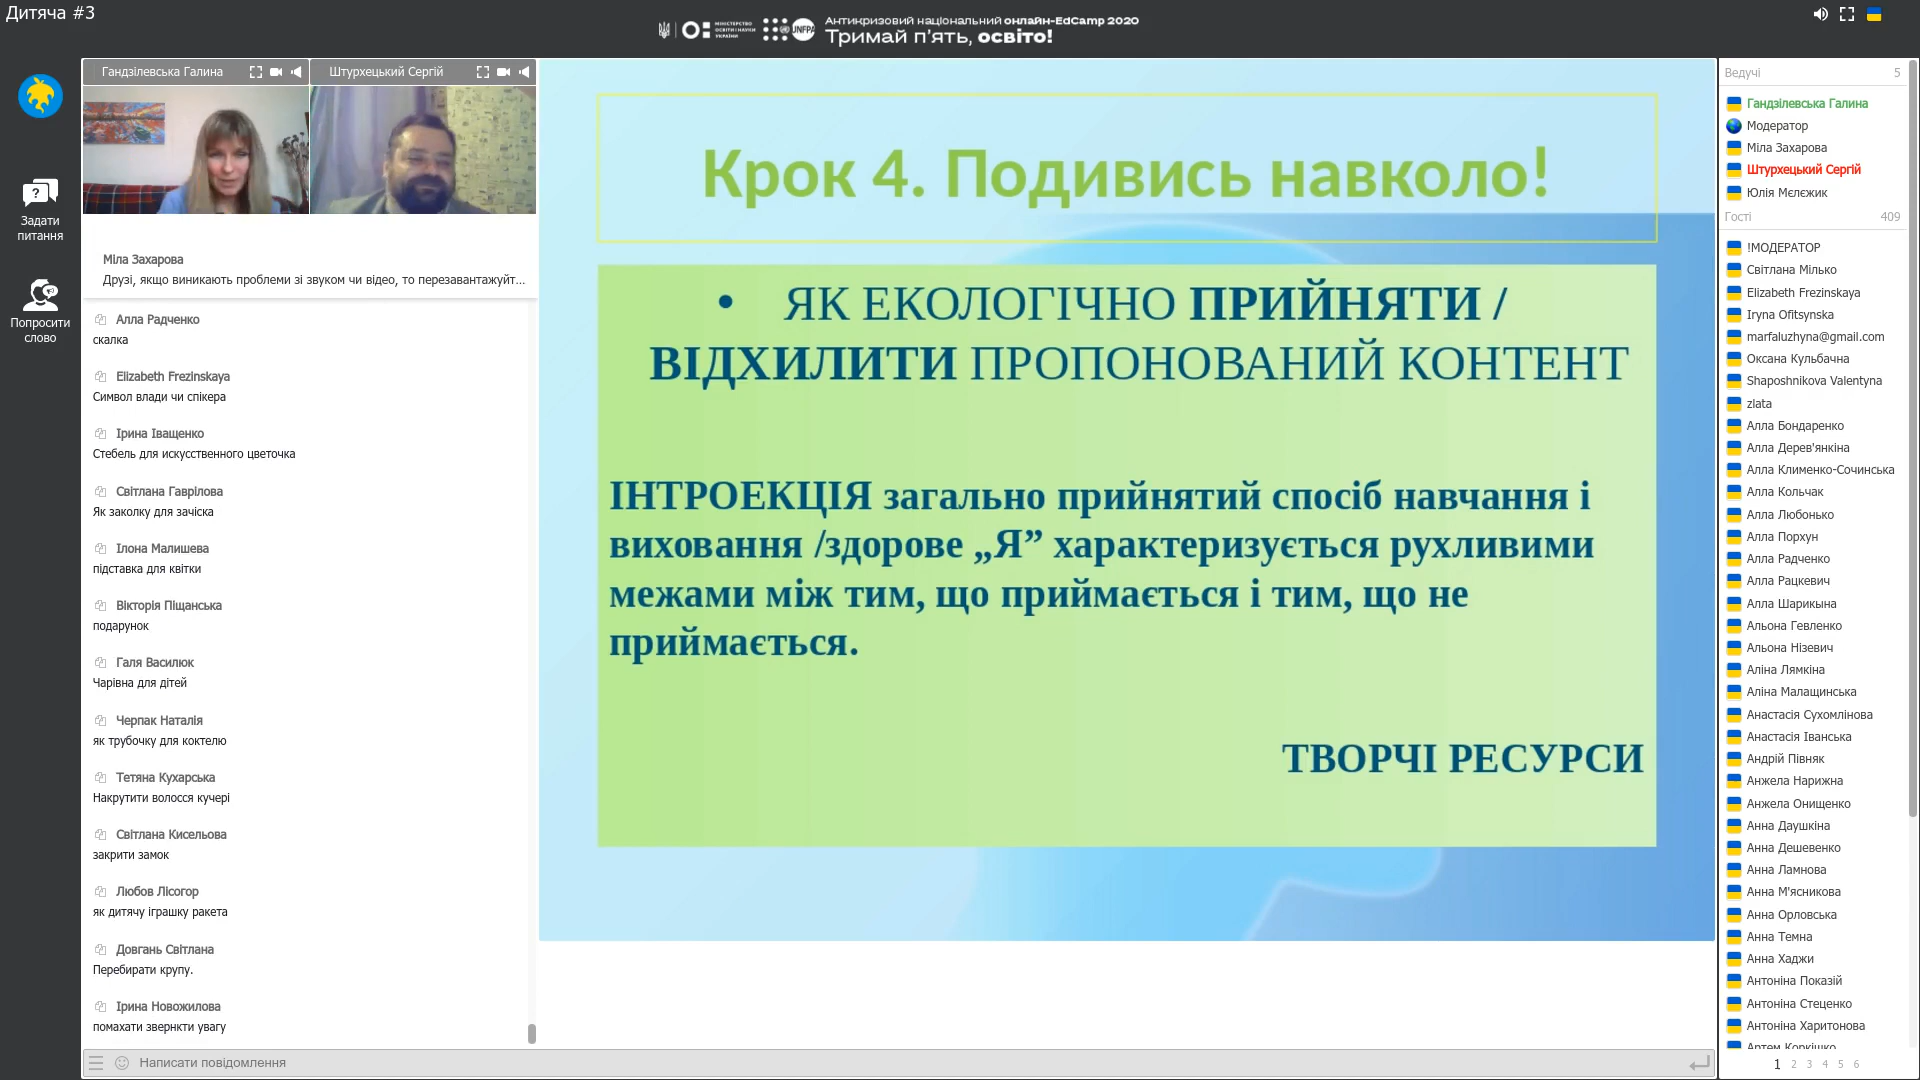 Дитяча #3
МІНІСТЕРСТВО
ОСВІТИ І НАУКИ
УКРАЇНИ
UNFPA
Антикризовий національний онлайн-EdCamp 2020
Тримай п'ять, освіто!
Задати
питання
Попросити
слово
Гандзілевська Галина
Штурхецький Сергій
Міла Захарова
Друзі, якщо виникають проблеми зі звуком чи відео, то перезавантажуйт...
Алла Радченко
скалка
Elizabeth Frezinskaya
Символ влади чи спікера
Ірина Іващенко
Стебель для искусственного цветочка
Світлана Гаврілова
Як заколку для зачіска
Ілона Малишева
підставка для квітки
Вікторія Піщанська
подарунок
Галя Василюк
Чарівна для дітей
Черпак Наталія
як трубочку для коктелю
Тетяна Кухарська
Накрутити волосся кучері
Світлана Кисельова
закрити замок
Любов Лісогор
як дитячу іграшку ракета
Довгань Світлана
Перебирати крупу.
Ірина Новожилова
помахати звернкти увагу
Написати повідомлення
Крок 4. Подивись навколо!
• ЯК ЕКОЛОГІЧНО ПРИЙНЯТИ /
ВІДХИЛИТИ ПРОПОНОВАНИЙ КОНТЕНТ
ІНТРОЕКЦІЯ загально прийнятий спосіб навчання і
виховання /здорове „Я” характеризується рухливими
межами між тим, що приймається і тим, що не
приймається.
ТВОРЧІ РЕСУРСИ
Ведучі 5
Гандзілевська Галина
Модератор
Міла Захарова
Штурхецький Сергій
Юлія Мєлєжик
Гості 409
!МОДЕРАТОР
Світлана Мілько
Elizabeth Frezinskaya
Iryna Ofitsynska
marfaluzhyna@gmail.com
Оксана Кульбачна
Shaposhnikova Valentyna
zlata
Алла Бондаренко
Алла Дерев'янкіна
Алла Клименко-Сочинська
Алла Кольчак
Алла Любонько
Алла Порхун
Алла Радченко
Алла Рацкевич
Алла Шарикына
Альона Гевленко
Альона Нізевич
Аліна Лямкіна
Аліна Малащинська
Анастасія Сухомлінова
Анастасія Іванська
Андрій Півняк
Анжела Нарижна
Анжела Онищенко
Анна Даушкіна
Анна Дешевенко
Анна Ламнова
Анна М'ясникова
Анна Орловська
Анна Темна
Анна Хаджи
Антоніна Показій
Антоніна Стеценко
Антоніна Харитонова
Артем Коркішко
1 2 3 4 5 6